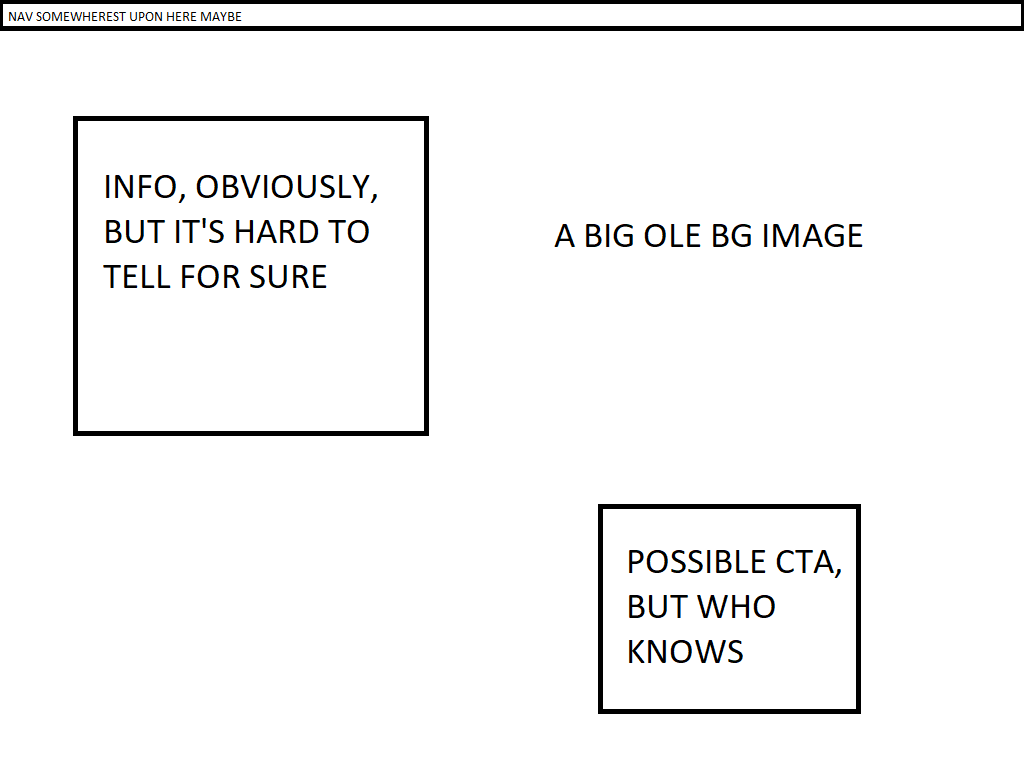 NAV SOMEWHEREST UPON HERE MAYBE
INFO, OBVIOUSLY,
BUT IT'S HARD TO
TELL FOR SURE
A BIG OLE BG IMAGE
POSSIBLE CTA,
BUT WHO
KNOWS